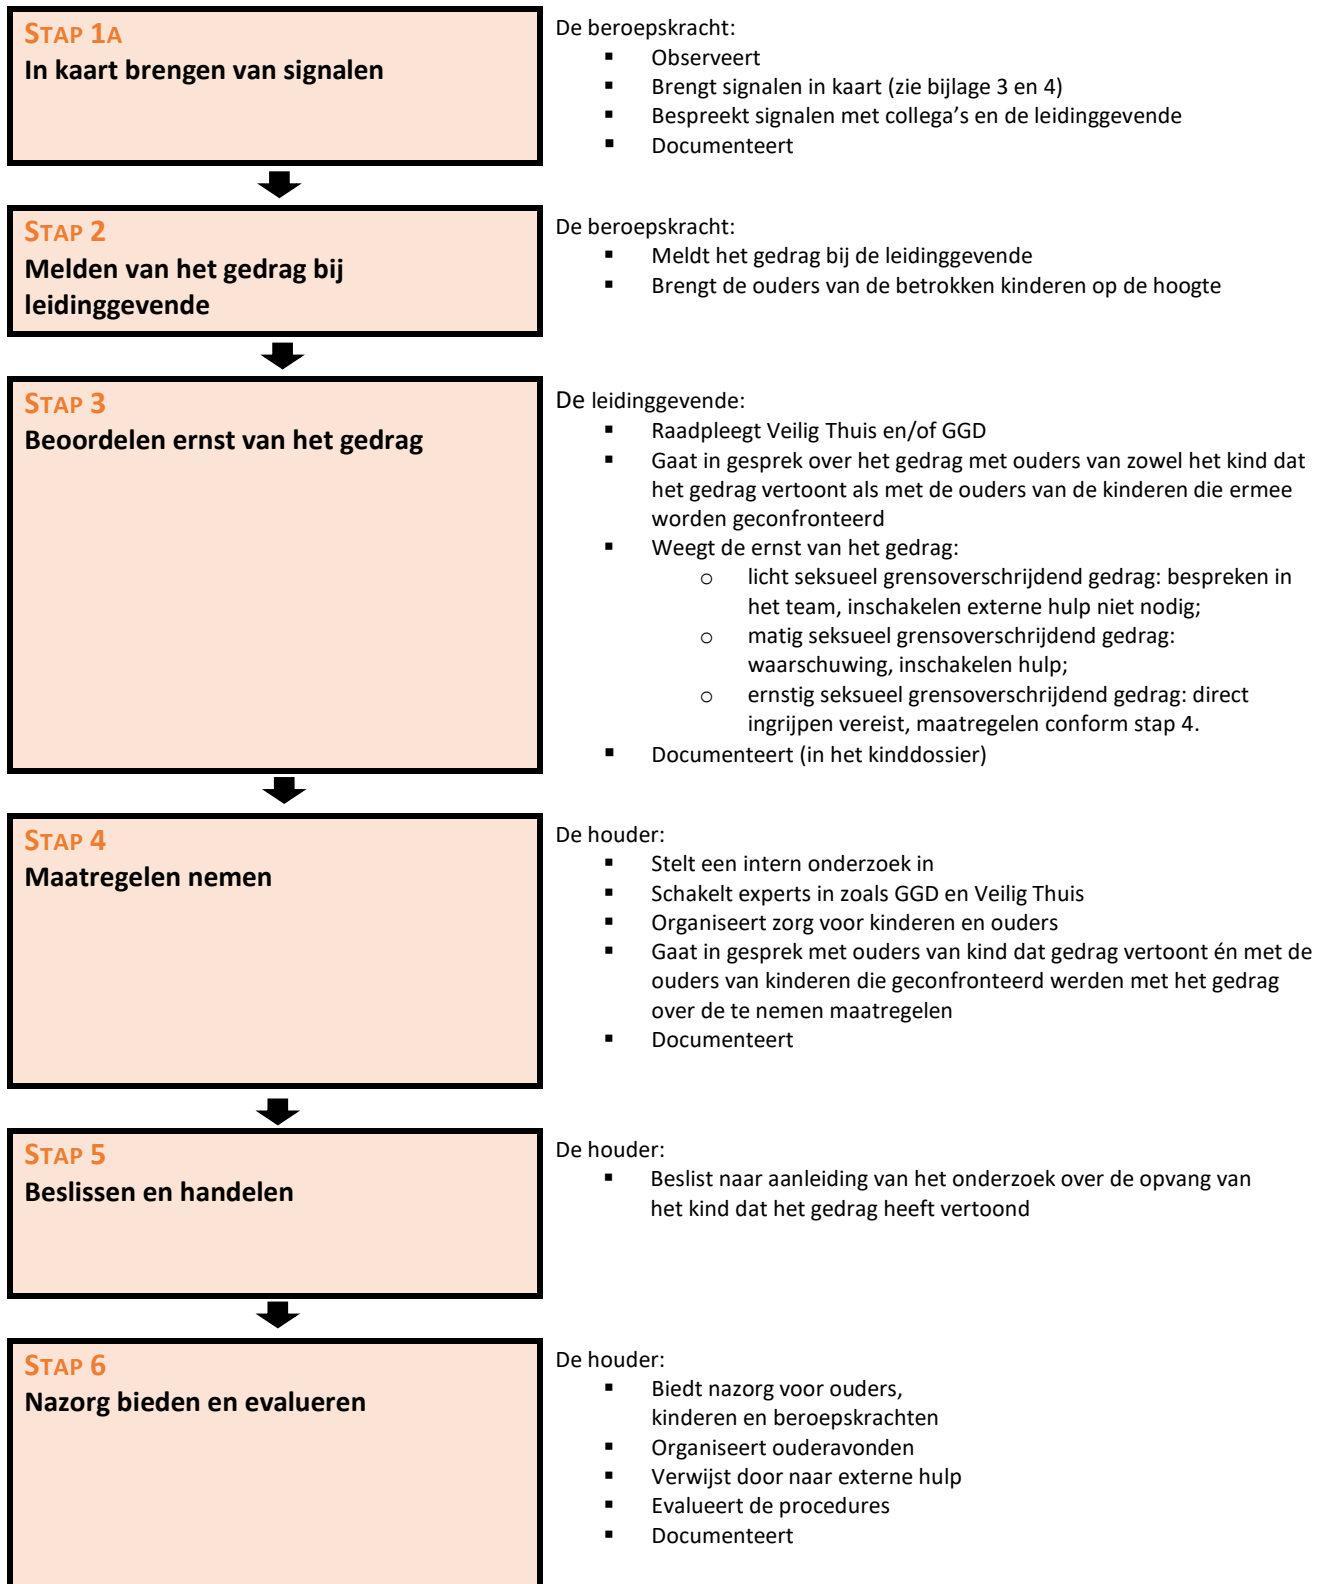 STAP 1A
In kaart brengen van signalen
De beroepskracht:
▪ Observeert
▪ Brengt signalen in kaart (zie bijlage 3 en 4)
▪ Bespreekt signalen met collega’s en de leidinggevende
▪ Documenteert
STAP 2
Melden van het gedrag bij
leidinggevende
De beroepskracht:
▪ Meldt het gedrag bij de leidinggevende
▪ Brengt de ouders van de betrokken kinderen op de hoogte
STAP 3
Beoordelen ernst van het gedrag
De leidinggevende:
▪ Raadpleegt Veilig Thuis en/of GGD
▪ Gaat in gesprek over het gedrag met ouders van zowel het kind dat
het gedrag vertoont als met de ouders van de kinderen die ermee
worden geconfronteerd
▪ Weegt de ernst van het gedrag:
o licht seksueel grensoverschrijdend gedrag: bespreken in
het team, inschakelen externe hulp niet nodig;
o matig seksueel grensoverschrijdend gedrag:
waarschuwing, inschakelen hulp;
o ernstig seksueel grensoverschrijdend gedrag: direct
ingrijpen vereist, maatregelen conform stap 4.
▪ Documenteert (in het kinddossier)
STAP 4
Maatregelen nemen
De houder:
▪ Stelt een intern onderzoek in
▪ Schakelt experts in zoals GGD en Veilig Thuis
▪ Organiseert zorg voor kinderen en ouders
▪ Gaat in gesprek met ouders van kind dat gedrag vertoont én met de
ouders van kinderen die geconfronteerd werden met het gedrag
over de te nemen maatregelen
▪ Documenteert
STAP 5
Beslissen en handelen
De houder:
▪ Beslist naar aanleiding van het onderzoek over de opvang van
het kind dat het gedrag heeft vertoond
STAP 6
Nazorg bieden en evalueren
De houder:
▪ Biedt nazorg voor ouders,
kinderen en beroepskrachten
▪ Organiseert ouderavonden
▪ Verwijst door naar externe hulp
▪ Evalueert de procedures
▪ Documenteert